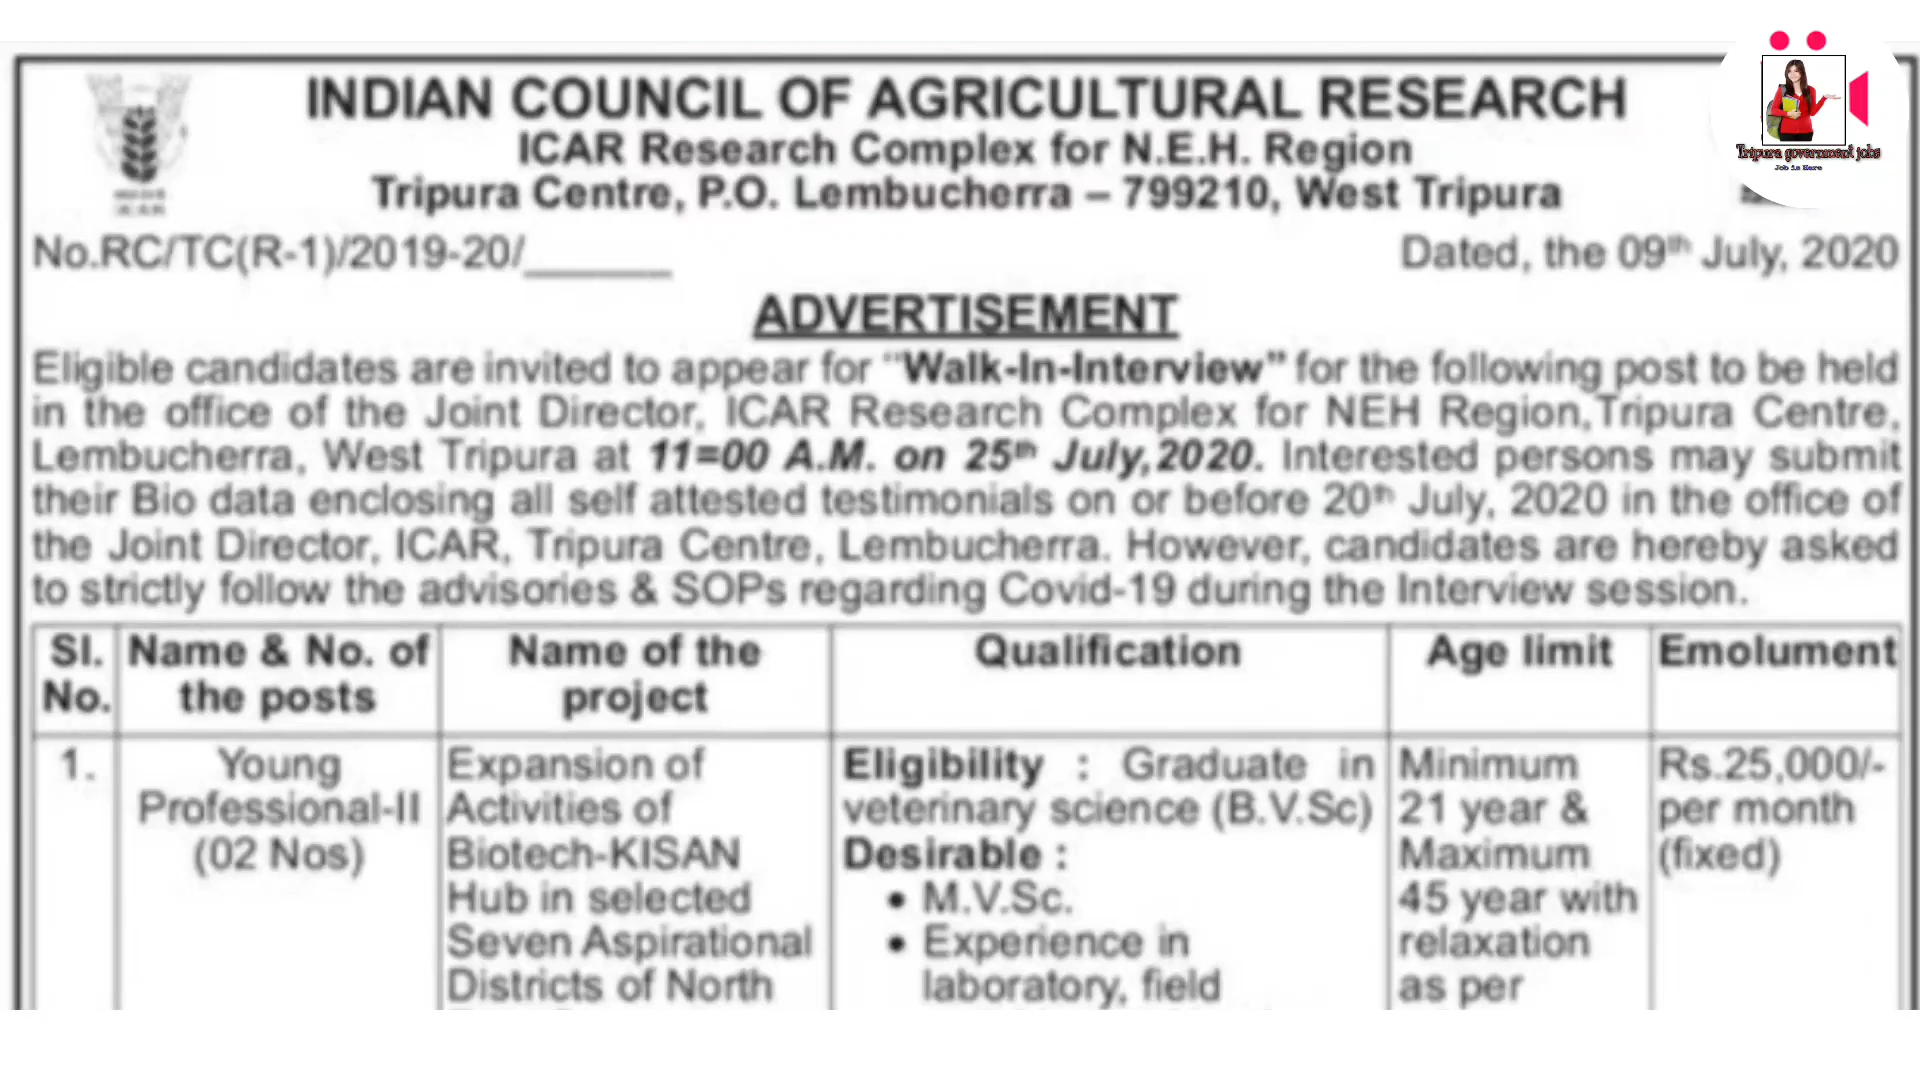 INDIAN COUNCIL OF AGRICULTURAL RESEARCH
ICAR Research Complex for N.E.H. Region
Tripura Centre, P.O. Lembucherra – 799210, West Tripura
ICAR
Tripura government jobs
Job is Here
No.RC/TC(R-1)/2019-20/______
Dated, the 09th July, 2020
ADVERTISEMENT
Eligible candidates are invited to appear for "Walk-In-Interview" for the following post to be held
in the office of the Joint Director, ICAR Research Complex for NEH Region,Tripura Centre,
Lembucherra, West Tripura at 11=00 A.M. on 25th July,2020. Interested persons may submit
their Bio data enclosing all self attested testimonials on or before 20th July, 2020 in the office of
the Joint Director, ICAR, Tripura Centre, Lembucherra. However, candidates are hereby asked
to strictly follow the advisories & SOPs regarding Covid-19 during the Interview session.
Sl.
No.
Name & No. of
the posts
Name of the
project
Qualification
Age limit
Emolument
1.
Young
Professional-II
(02 Nos)
Expansion of
Activities of
Biotech-KISAN
Hub in selected
Seven Aspirational
Districts of North
Eligibility : Graduate in
veterinary science (B.V.Sc)
Desirable :
• M.V.Sc.
• Experience in
laboratory, field
Minimum
21 year &
Maximum
45 year with
relaxation
as per
Rs.25,000/-
per month
(fixed)